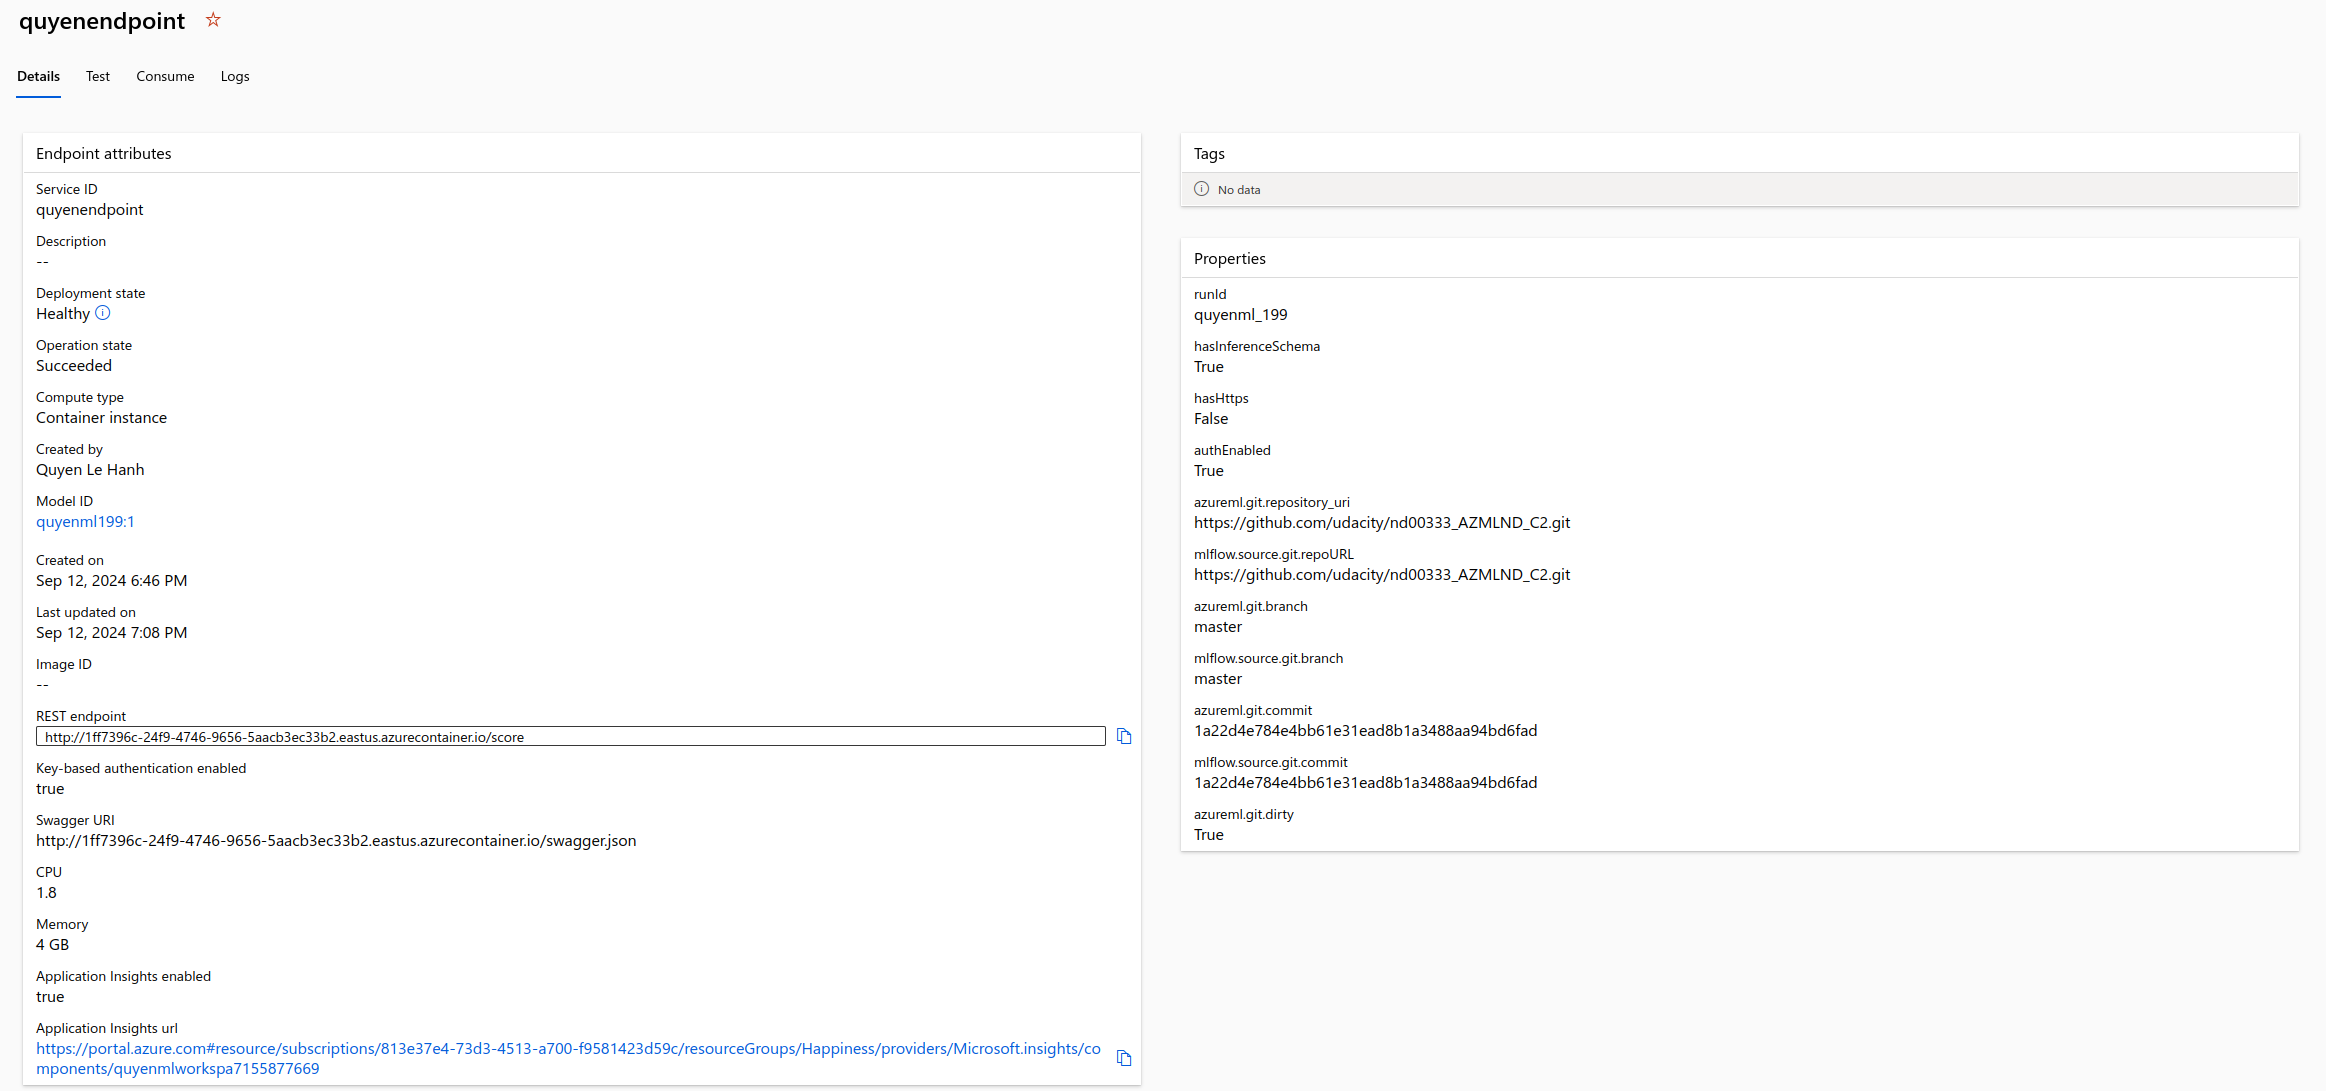 quyenendpoint
Details Test Consume Logs
Endpoint attributes
Service ID
quyenendpoint
Description
--
Deployment state
Healthy
Operation state
Succeeded
Compute type
Container instance
Created by
Quyen Le Hanh
Model ID
quyenml199:1
Created on
Sep 12, 2024 6:46 PM
Last updated on
Sep 12, 2024 7:08 PM
Image ID
--
REST endpoint
http://1ff7396c-24f9-4746-9656-5aacb3ec33b2.eastus.azurecontainer.io/score
Key-based authentication enabled
true
Swagger URI
http://1ff7396c-24f9-4746-9656-5aacb3ec33b2.eastus.azurecontainer.io/swagger.json
CPU
1.8
Memory
4 GB
Application Insights enabled
true
Application Insights url
https://portal.azure.com#resource/subscriptions/813e37e4-73d3-4513-a700-f9581423d59c/resourceGroups/Happiness/providers/Microsoft.insights/co
mponents/quyenmlworkspa7155877669
Tags
No data
Properties
runId
quyenml_199
hasInferenceSchema
True
hasHttps
False
authEnabled
True
azureml.git.repository_uri
https://github.com/udacity/nd00333_AZMLND_C2.git
mlflow.source.git.repoURL
https://github.com/udacity/nd00333_AZMLND_C2.git
azureml.git.branch
master
mlflow.source.git.branch
master
azureml.git.commit
1a22d4e784e4bb61e31ead8b1a3488aa94bd6fad
mlflow.source.git.commit
1a22d4e784e4bb61e31ead8b1a3488aa94bd6fad
azureml.git.dirty
True